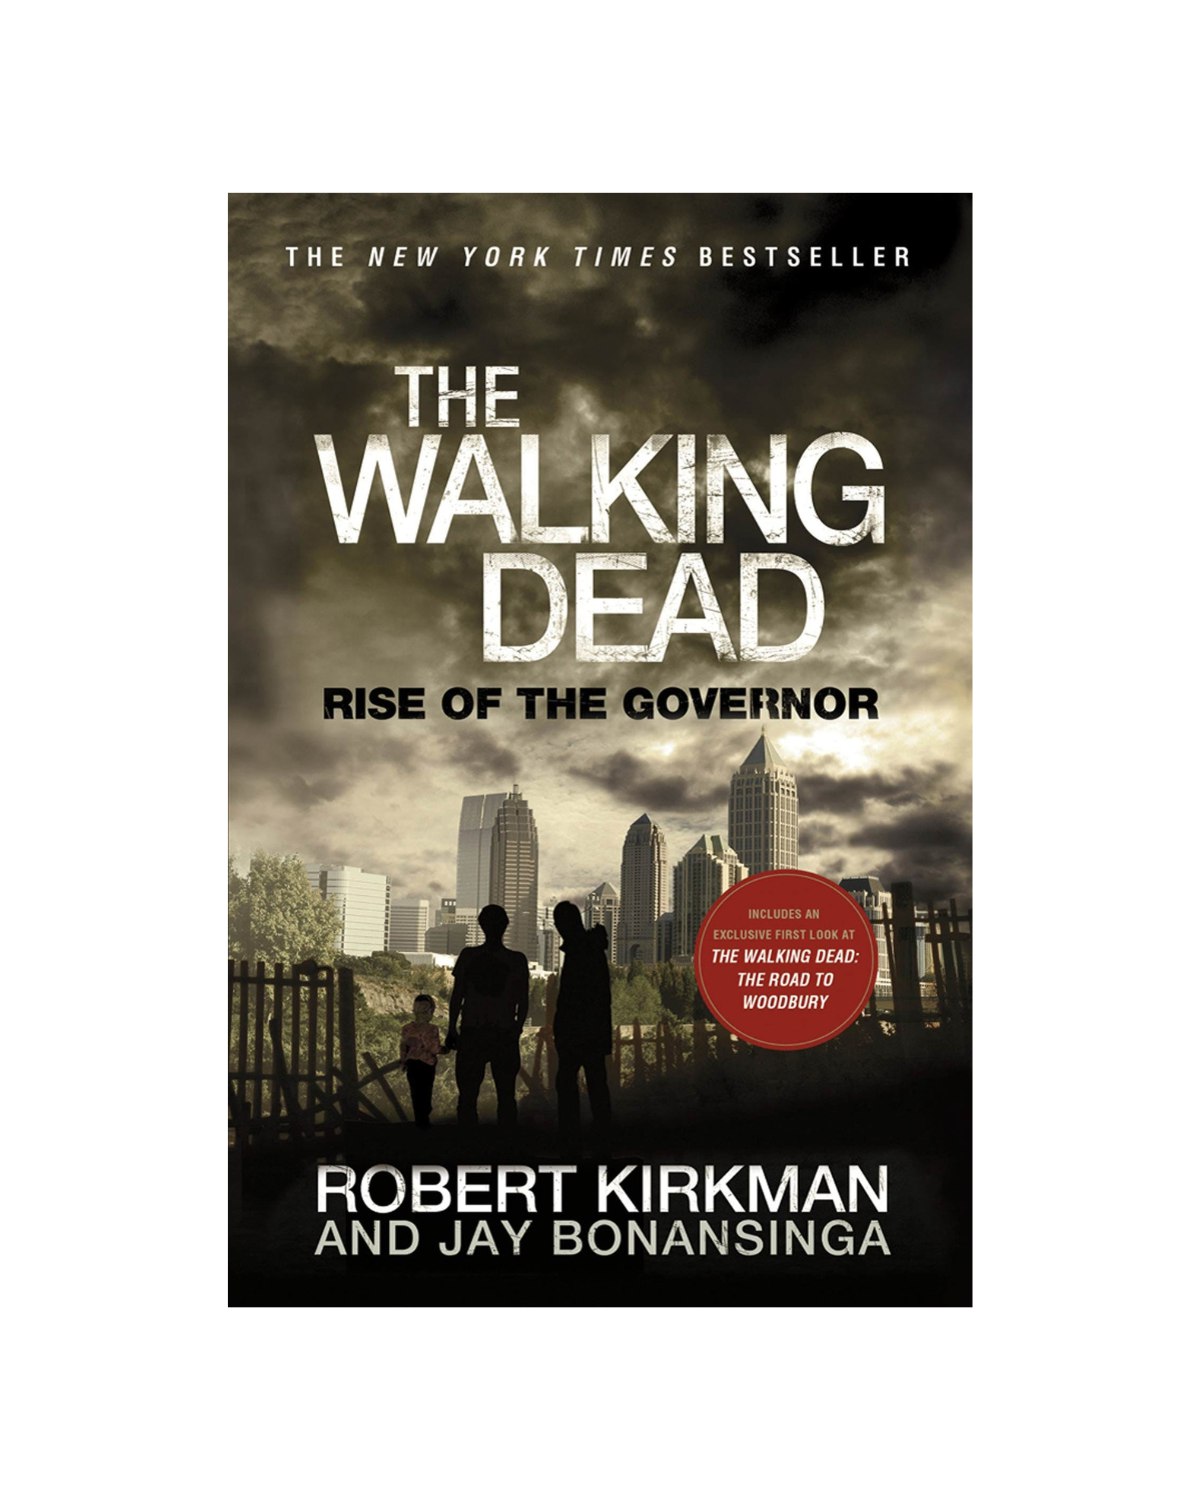 THE NEW YORK TIMES BESTSELLER
THE
WALKING
DEAD
RISE OF THE GOVERNOR
INCLUDES AN
EXCLUSIVE FIRST LOOK AT
THE WALKING DEAD:
THE ROAD TO
WOODBURY
ROBERT KIRKMAN
AND JAY BONANSINGA